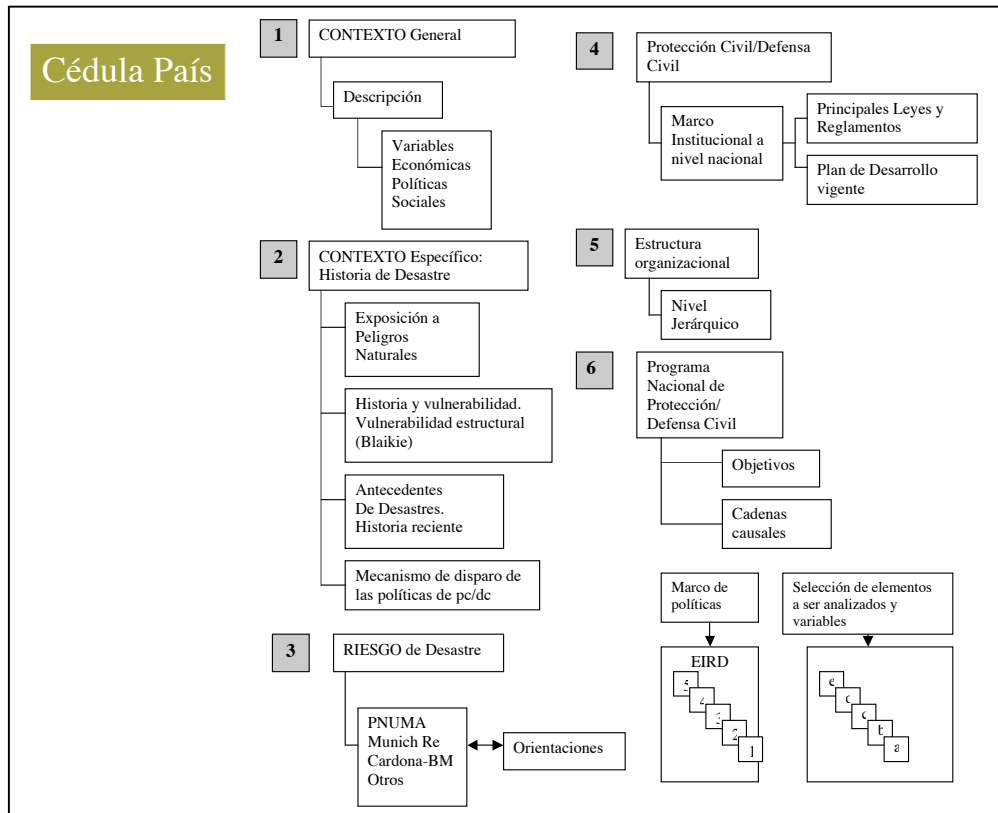 Cédula País
1
CONTEXTO General
Descripción
Variables
Económicas
Políticas
Sociales
2
CONTEXTO Específico:
Historia de Desastre
Exposición a
Peligros
Naturales
Historia y vulnerabilidad.
Vulnerabilidad estructural
(Blaikie)
Antecedentes
De Desastres.
Historia reciente
Mecanismo de disparo de
las políticas de pc/dc
3
RIESGO de Desastre
PNUMA
Munich Re
Cardona-BM
Otros
Orientaciones
4
Protección Civil/Defensa
Civil
Marco
Institucional a
nivel nacional
Principales Leyes y
Reglamentos
Plan de Desarrollo
vigente
5
Estructura
organizacional
Nivel
Jerárquico
6
Programa
Nacional de
Protección/
Defensa Civil
Objetivos
Cadenas
causales
Marco de
políticas
EIRD
5
4
3
2
1
Selección de elementos
a ser analizados y
variables
e
b
a